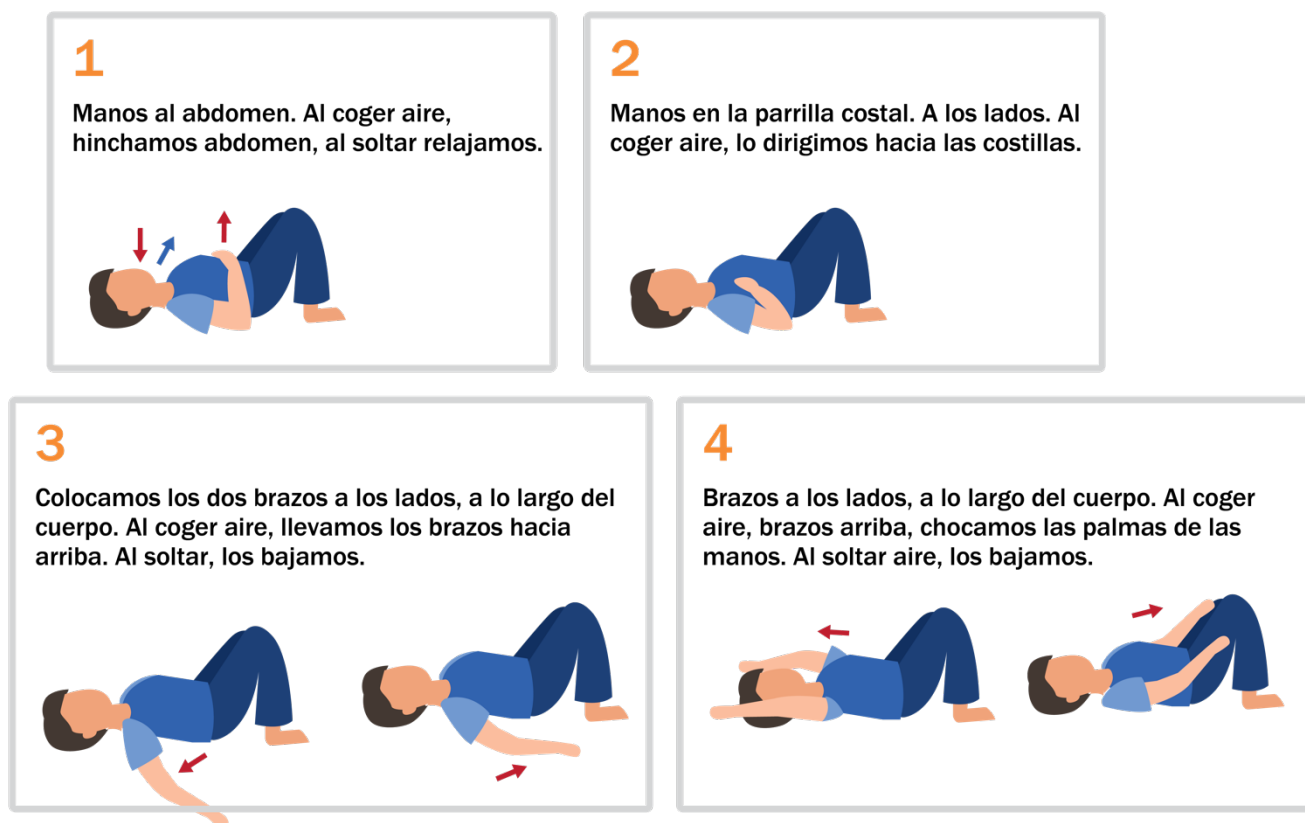 1
Manos al abdomen. Al coger aire,
hinchamos abdomen, al soltar relajamos.
2
Manos en la parrilla costal. A los lados. Al
coger aire, lo dirigimos hacia las costillas.
3
Colocamos los dos brazos a los lados, a lo largo del
cuerpo. Al coger aire, llevamos los brazos hacia
arriba. Al soltar, los bajamos.
4
Brazos a los lados, a lo largo del cuerpo. Al coger
aire, brazos arriba, chocamos las palmas de las
manos. Al soltar aire, los bajamos.